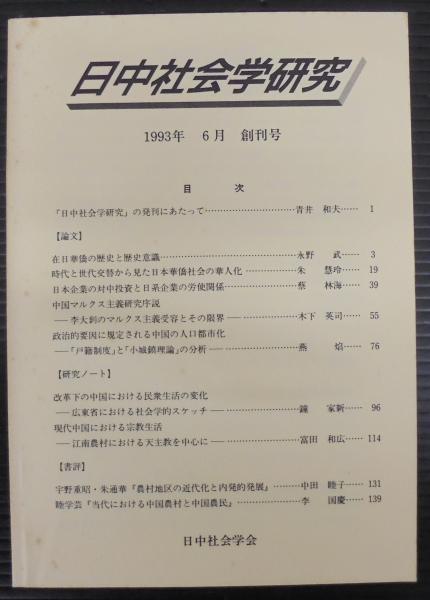 日中社会学研究
1993年 6月 創刊号
目 次
「日中社会学研究」の発刊にあたって……………………………青井 和夫…… 1
【論文】
在日華僑の歴史と歴史意識………………………………………永野 武…… 3
時代と世代交替から見た日本華僑社会の華人化 ………………朱 慧玲…… 19
日本企業の対中投資と日系企業の労使関係……………………蔡 林海…… 39
中国マルクス主義研究序説
――李大釗のマルクス主義受容とその限界―― …………………木下 英司…… 55
政治的要因に規定される中国の人口都市化
――「戸籍制度」と「小城鎮理論」の分析―― ……………………燕 焰…… 76
【研究ノート】
改革下の中国における民衆生活の変化
――広東省における社会学的スケッチ―― ………………………鐘 家新…… 96
現代中国における宗教生活
――江南農村における天主教を中心に―― ………………………富田 和広…… 114
【書評】
宇野重昭・朱通華『農村地区の近代化と内発的発展』 …………中田 睦子…… 131
陸学芸『当代における中国農村と中国農民』……………………李 国慶…… 139
日中社会学会